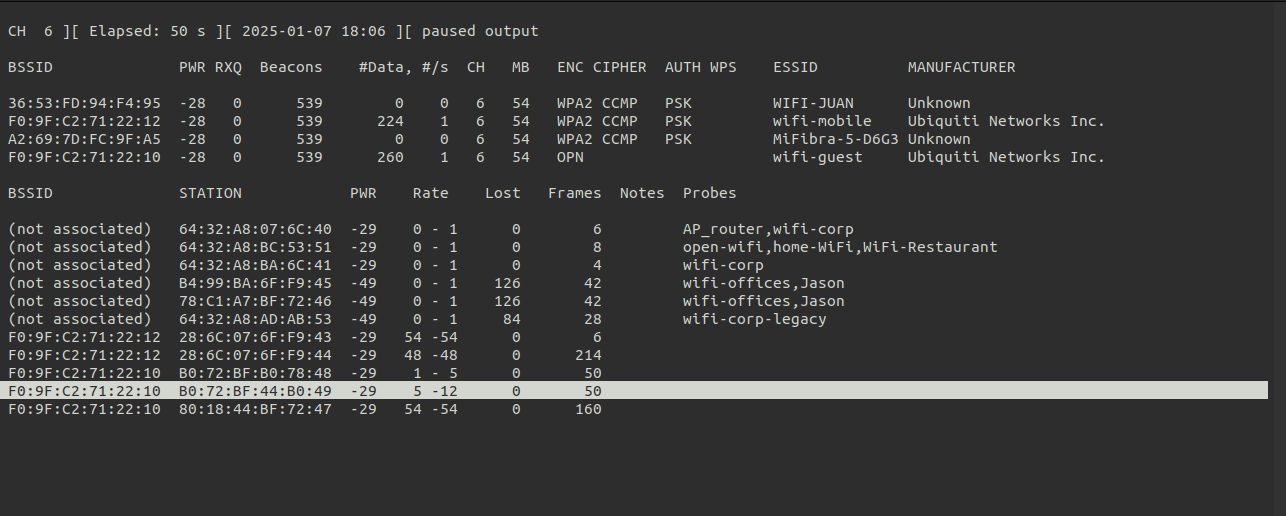 CH  6 ][ Elapsed: 50 s ][ 2025-01-07 18:06 ][ paused output
BSSID              PWR RXQ  Beacons    #Data, #/s  CH   MB   ENC CIPHER  AUTH WPS    ESSID          MANUFACTURER
36:53:FD:94:F4:95  -28   0      539        0    0   6   54   WPA2 CCMP   PSK         WIFI-JUAN      Unknown
F0:9F:C2:71:22:12  -28   0      539      224    1   6   54   WPA2 CCMP   PSK         wifi-mobile    Ubiquiti Networks Inc.
A2:69:7D:FC:9F:A5  -28   0      539        0    0   6   54   WPA2 CCMP   PSK         MiFibra-5-D6G3 Unknown
F0:9F:C2:71:22:10  -28   0      539      260    1   6   54   OPN                     wifi-guest     Ubiquiti Networks Inc.
BSSID              STATION            PWR    Rate    Lost   Frames  Notes  Probes
(not associated)   64:32:A8:07:6C:40  -29    0 - 1      0        6         AP_router,wifi-corp
(not associated)   64:32:A8:BC:53:51  -29    0 - 1      0        8         open-wifi,home-WiFi,WiFi-Restaurant
(not associated)   64:32:A8:BA:6C:41  -29    0 - 1      0        4         wifi-corp
(not associated)   B4:99:BA:6F:F9:45  -49    0 - 1    126       42         wifi-offices,Jason
(not associated)   78:C1:A7:BF:72:46  -49    0 - 1    126       42         wifi-offices,Jason
(not associated)   64:32:A8:AD:AB:53  -49    0 - 1     84       28         wifi-corp-legacy
F0:9F:C2:71:22:12  28:6C:07:6F:F9:43  -29   54 -54      0        6
F0:9F:C2:71:22:12  28:6C:07:6F:F9:44  -29   48 -48      0      214
F0:9F:C2:71:22:10  B0:72:BF:B0:78:48  -29    1 - 5      0       50
F0:9F:C2:71:22:10  B0:72:BF:44:B0:49  -29    5 -12      0       50
F0:9F:C2:71:22:10  80:18:44:BF:72:47  -29   54 -54      0      160